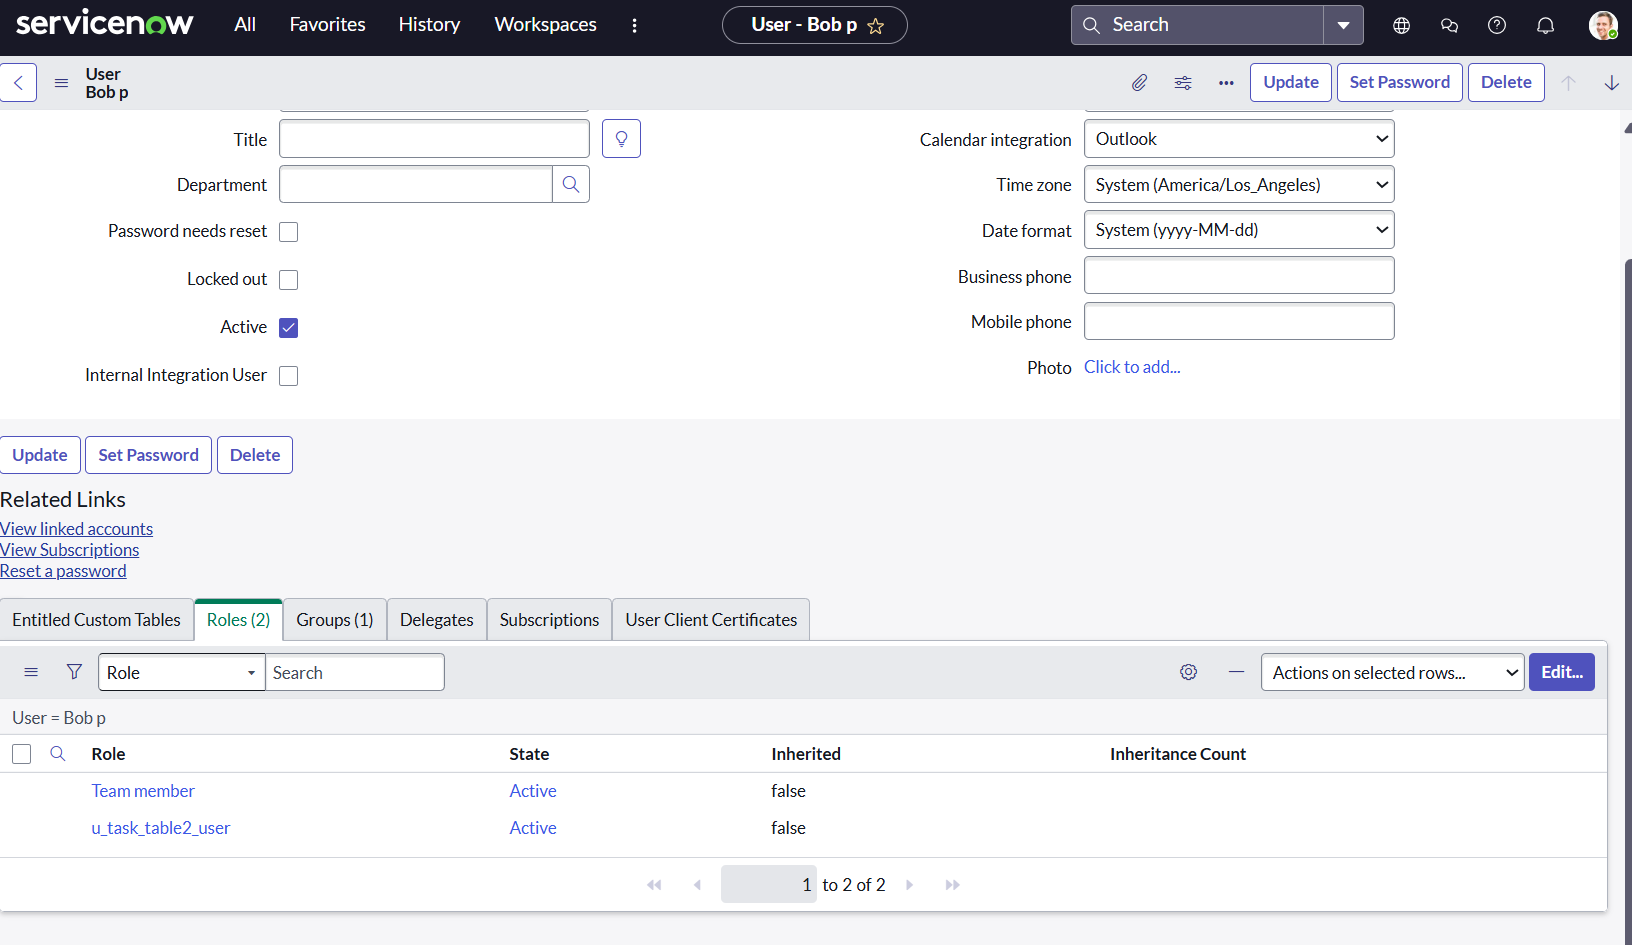 servicenow All Favorites History Workspaces User - Bob p Search
User
Bob p
Update Set Password Delete
Title
Calendar integration Outlook
Department
Time zone System (America/Los_Angeles)
Password needs reset
Date format System (yyyy-MM-dd)
Locked out
Business phone
Active
Mobile phone
Internal Integration User
Photo Click to add...
Update Set Password Delete
Related Links
View linked accounts
View Subscriptions
Reset a password
Entitled Custom Tables Roles (2) Groups (1) Delegates Subscriptions User Client Certificates
Role Search Actions on selected rows... Edit...
User = Bob p
Role State Inherited Inheritance Count
Team member Active false
u_task_table2_user Active false
1 to 2 of 2